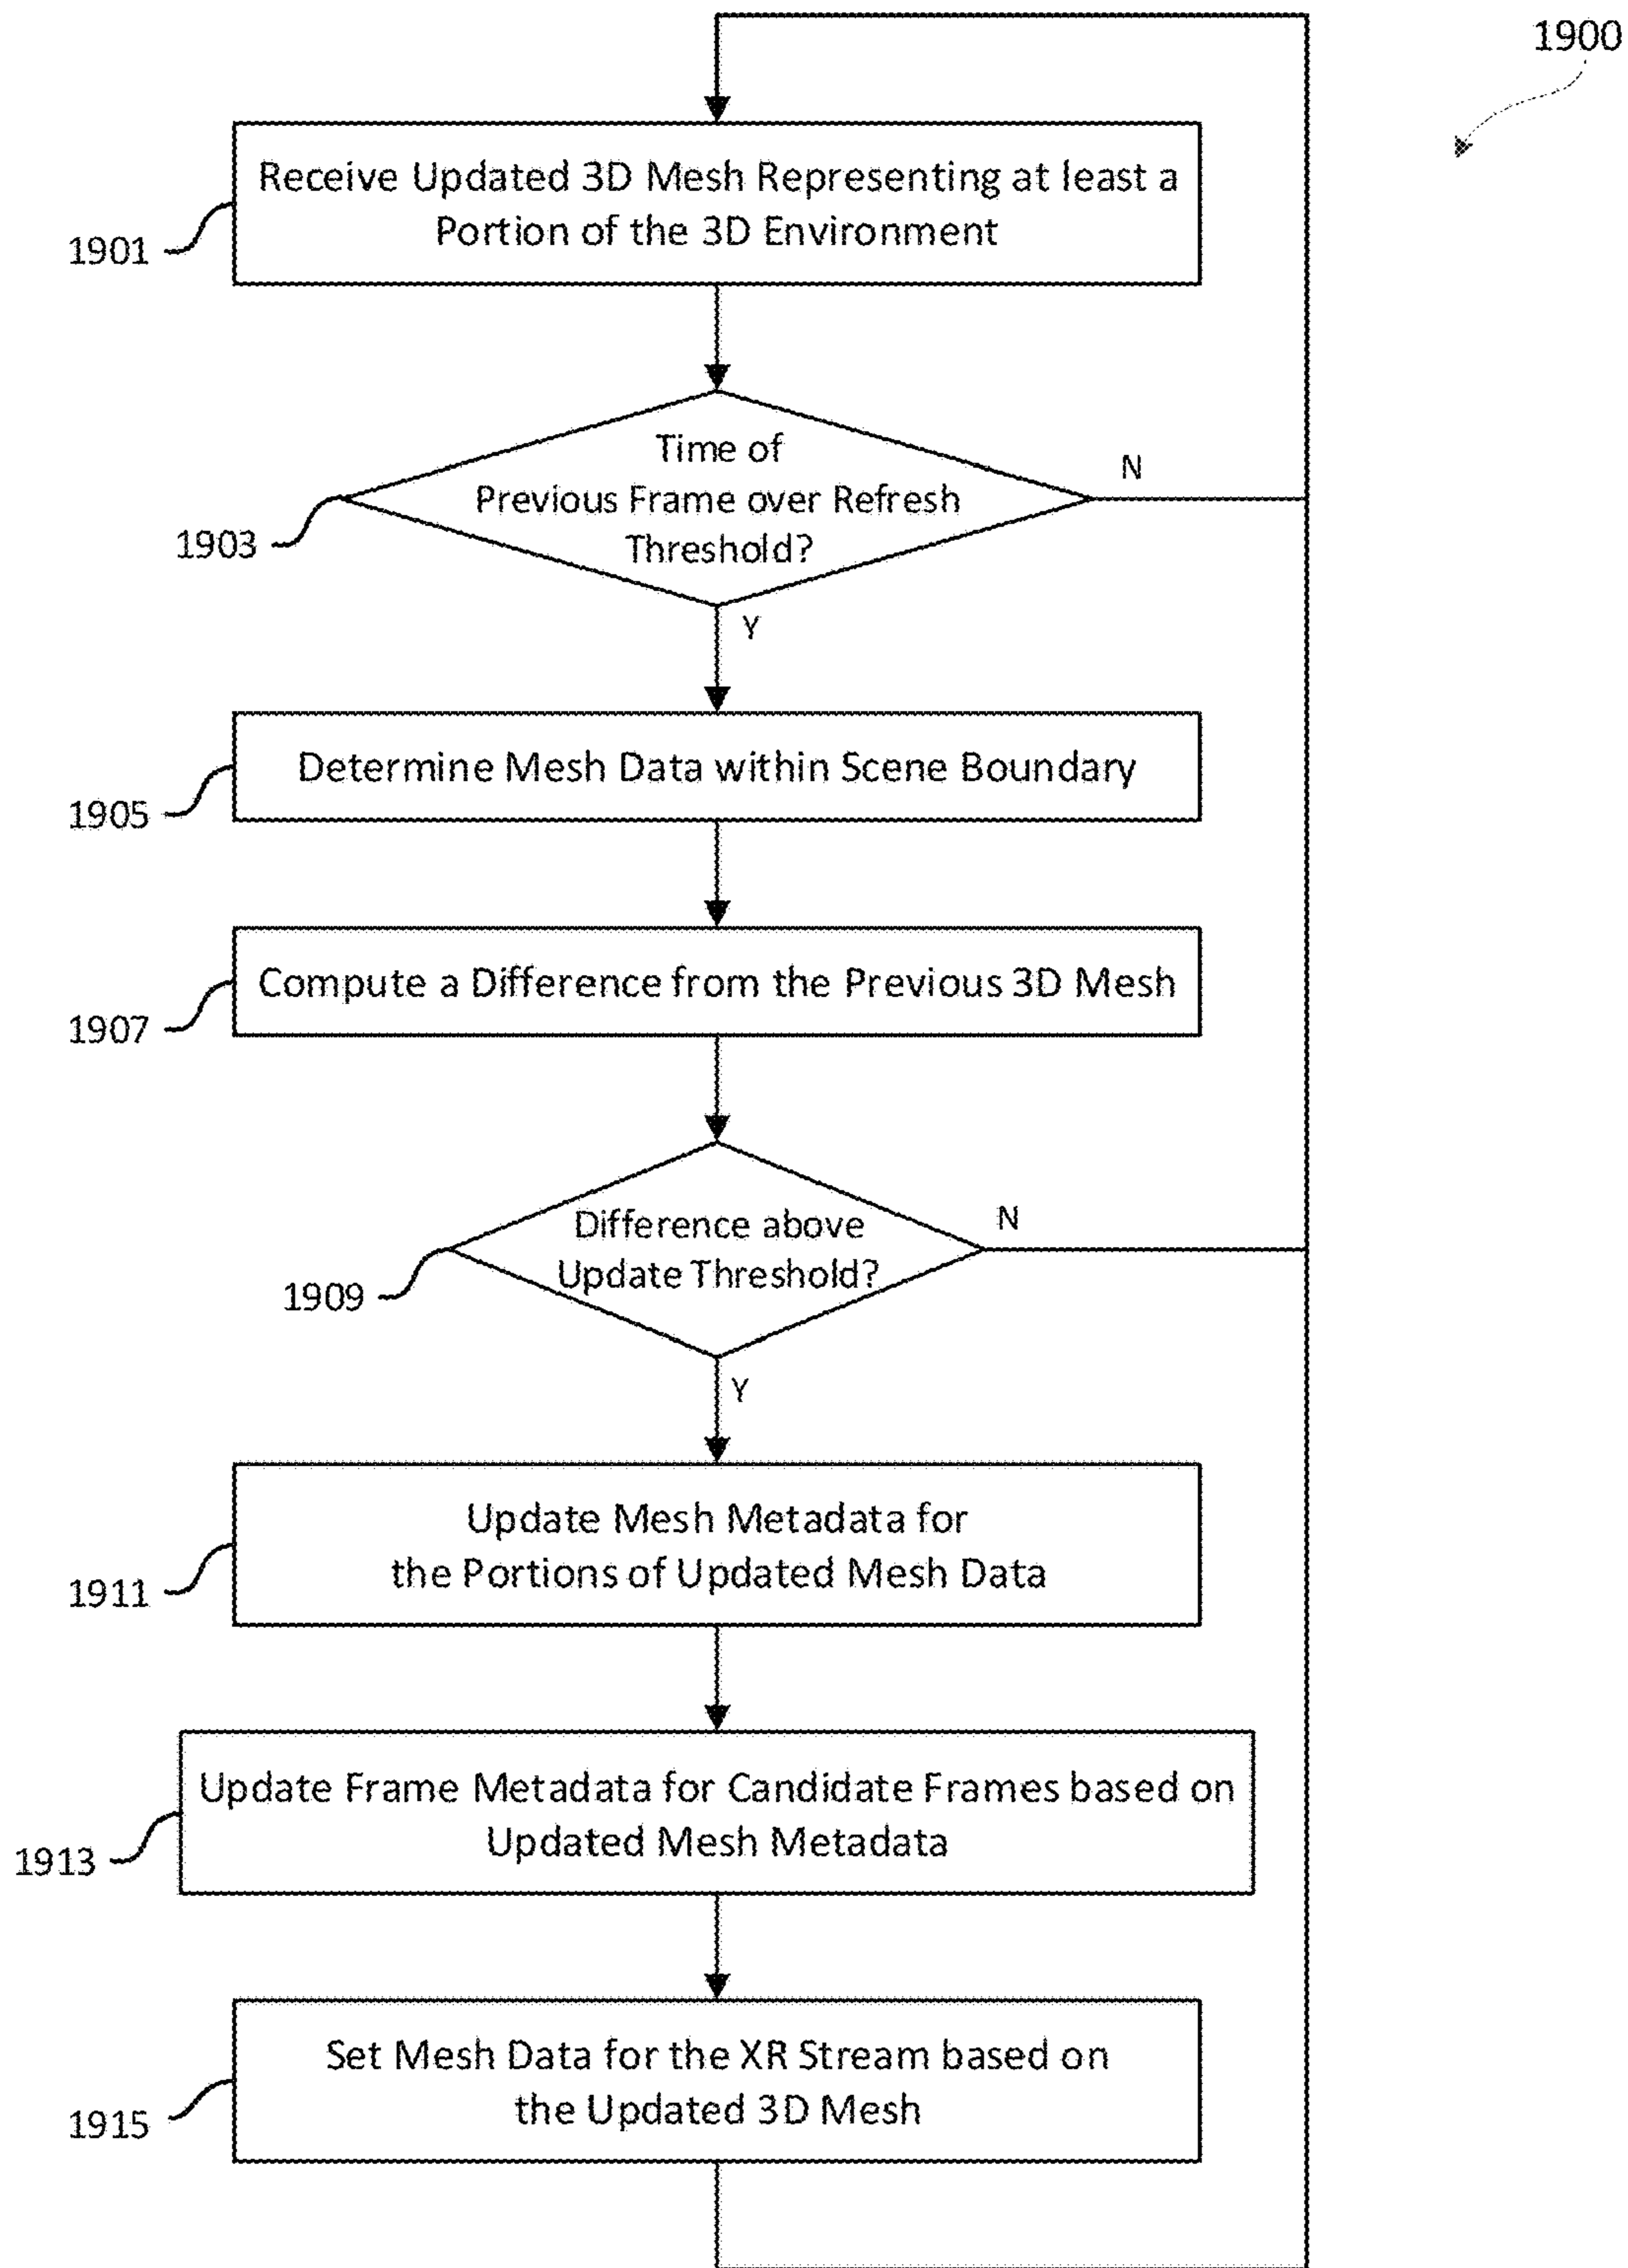 1900
Receive Updated 3D Mesh Representing at least a
Portion of the 3D Environment
1901
Time of
Previous Frame over Refresh
Threshold?
N
1903
Y
Determine Mesh Data within Scene Boundary
1905
Compute a Difference from the Previous 3D Mesh
1907
Difference above
Update Threshold?
N
1909
Y
Update Mesh Metadata for
the Portions of Updated Mesh Data
1911
Update Frame Metadata for Candidate Frames based on
Updated Mesh Metadata
1913
Set Mesh Data for the XR Stream based on
the Updated 3D Mesh
1915